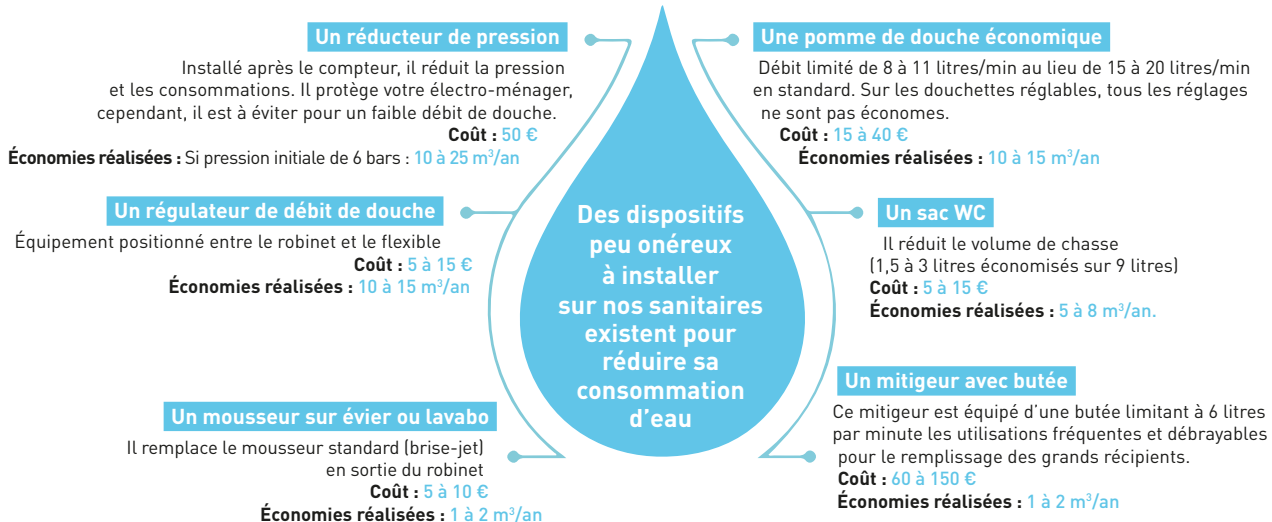 Un réducteur de pression
Installé après le compteur, il réduit la pression
et les consommations. Il protège votre électro-ménager,
cependant, il est à éviter pour un faible débit de douche.
Coût : 50 €
Économies réalisées : Si pression initiale de 6 bars : 10 à 25 m³/an
Un régulateur de débit de douche
Équipement positionné entre le robinet et le flexible
Coût : 5 à 15 €
Économies réalisées : 10 à 15 m³/an
Un mousseur sur évier ou lavabo
Il remplace le mousseur standard (brise-jet)
en sortie du robinet
Coût : 5 à 10 €
Économies réalisées : 1 à 2 m³/an
Des dispositifs
peu onéreux
à installer
sur nos sanitaires
existent pour
réduire sa
consommation
d'eau
Une pomme de douche économique
Débit limité de 8 à 11 litres/min au lieu de 15 à 20 litres/min
en standard. Sur les douchettes réglables, tous les réglages
ne sont pas économes.
Coût : 15 à 40 €
Économies réalisées : 10 à 15 m³/an
Un sac WC
Il réduit le volume de chasse
(1,5 à 3 litres économisés sur 9 litres)
Coût : 5 à 15 €
Économies réalisées : 5 à 8 m³/an.
Un mitigeur avec butée
Ce mitigeur est équipé d'une butée limitant à 6 litres
par minute les utilisations fréquentes et débrayables
pour le remplissage des grands récipients.
Coût : 60 à 150 €
Économies réalisées : 1 à 2 m³/an